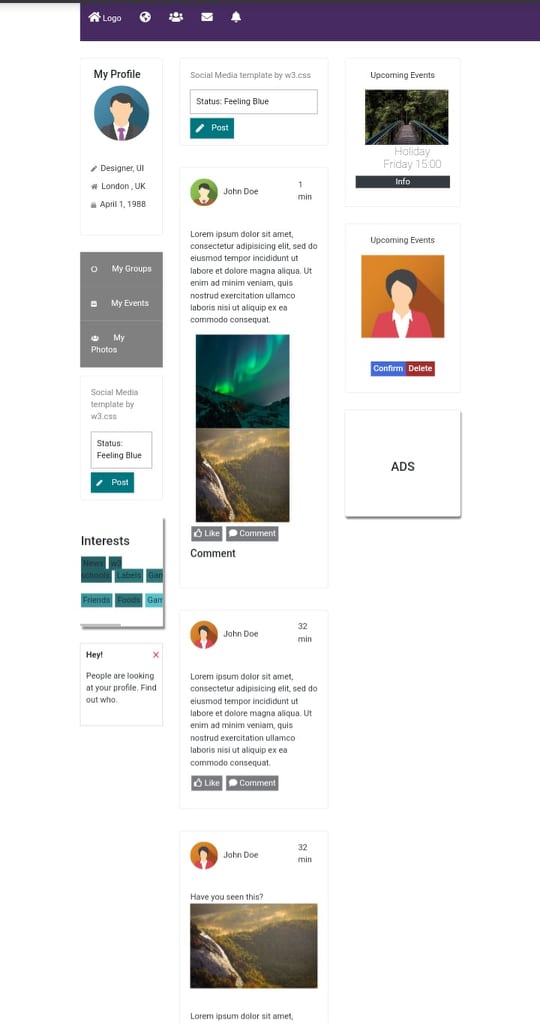 Logo
My Profile
Designer, UI
London , UK
April 1, 1988
My Groups
My Events
My
Photos
Social Media
template by
w3.css
Status:
Feeling Blue
Post
Interests
News w3
schools Labels Gam
Friends Foods Gam
Hey!
People are looking
at your profile. Find
out who.
Social Media template by w3.css
Status: Feeling Blue
Post
John Doe
1
min
Lorem ipsum dolor sit amet,
consectetur adipisicing elit, sed do
eiusmod tempor incididunt ut
labore et dolore magna aliqua. Ut
enim ad minim veniam, quis
nostrud exercitation ullamco
laboris nisi ut aliquip ex ea
commodo consequat.
Like Comment
Comment
John Doe
32
min
Lorem ipsum dolor sit amet,
consectetur adipisicing elit, sed do
eiusmod tempor incididunt ut
labore et dolore magna aliqua. Ut
enim ad minim veniam, quis
nostrud exercitation ullamco
laboris nisi ut aliquip ex ea
commodo consequat.
Like Comment
John Doe
32
min
Have you seen this?
Lorem ipsum dolor sit amet,
Upcoming Events
Holiday
Friday 15:00
Info
Upcoming Events
Confirm Delete
ADS